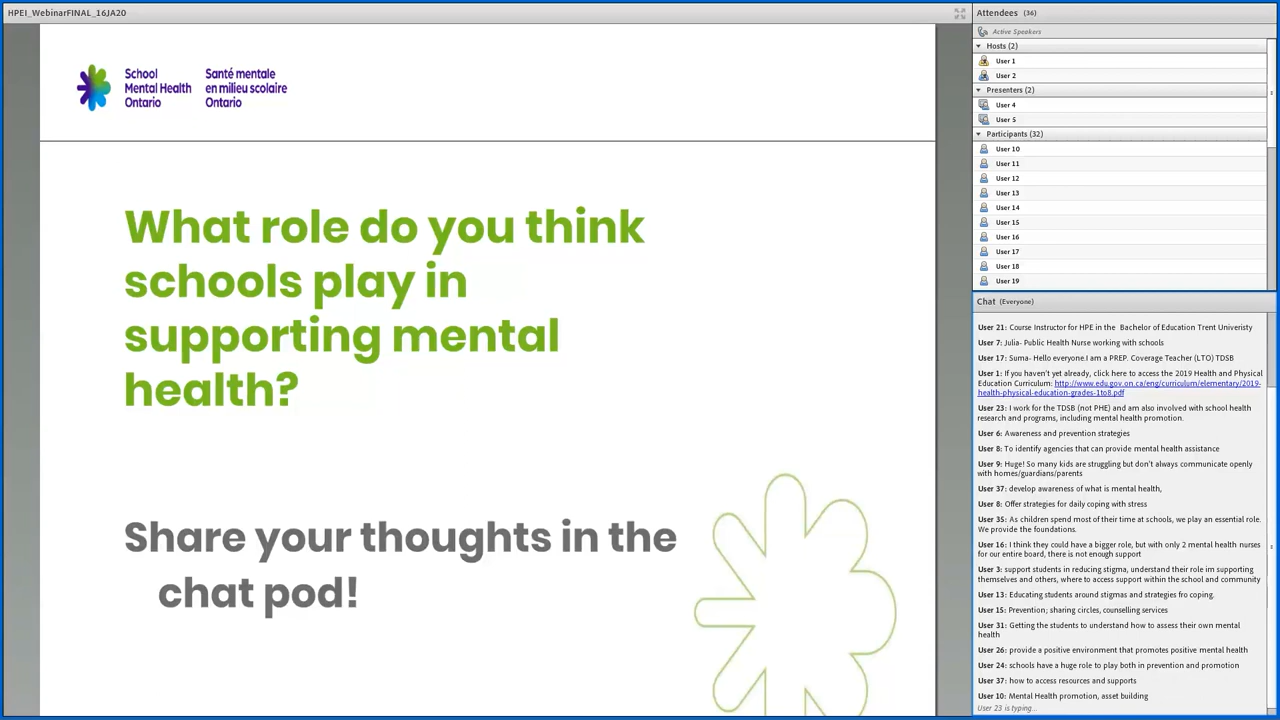 HPEI_WebinarFINAL_16JA20
School
Mental Health
Ontario
Santé mentale
en milieu scolaire
Ontario
What role do you think
schools play in
supporting mental
health?
Share your thoughts in the
chat pod!
Attendees (36)
Active Speakers
Hosts (2)
User 1
User 2
Presenters (2)
User 4
User 5
Participants (32)
User 10
User 11
User 12
User 13
User 14
User 15
User 16
User 17
User 18
User 19
Chat (Everyone)
User 21: Course Instructor for HPE in the Bachelor of Education Trent Univeristy
User 7: Julia- Public Health Nurse working with schools
User 17: Suma- Hello everyone.I am a PREP. Coverage Teacher (LTO) TDSB
User 1: If you haven't yet already, click here to access the 2019 Health and Physical
Education Curriculum: http://www.edu.gov.on.ca/eng/curriculum/elementary/2019-
health-physical-education-grades-1to8.pdf
User 23: I work for the TDSB (not PHE) and am also involved with school health
research and programs, including mental health promotion.
User 6: Awareness and prevention strategies
User 8: To identify agencies that can provide mental health assistance
User 9: Huge! So many kids are struggling but don't always communicate openly
with homes/guardians/parents
User 37: develop awareness of what is mental health,
User 8: Offer strategies for daily coping with stress
User 35: As children spend most of their time at schools, we play an essential role.
We provide the foundations.
User 16: I think they could have a bigger role, but with only 2 mental health nurses
for our entire board, there is not enough support
User 3: support students in reducing stigma, understand their role im supporting
themselves and others, where to access support within the school and community
User 13: Educating students around stigmas and strategies fro coping.
User 15: Prevention; sharing circles, counselling services
User 31: Getting the students to understand how to assess their own mental
health
User 26: provide a positive environment that promotes positive mental health
User 24: schools have a huge role to play both in prevention and promotion
User 37: how to access resources and supports
User 10: Mental Health promotion, asset building
User 23 is typing...